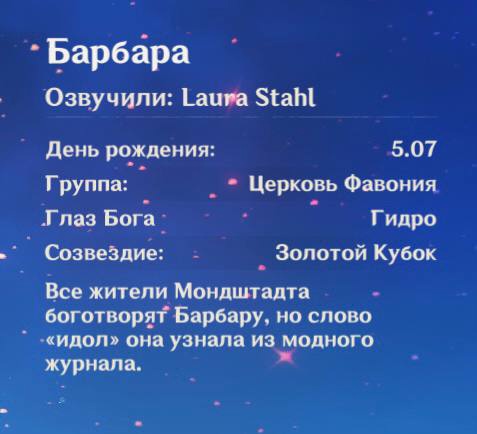 Барбара
Озвучили: Laura Stahl
День рождения: 5.07
Группа: Церковь Фавония
Глаз Бога Гидро
Созвездие: Золотой Кубок
Все жители Мондштадта
боготворят Барбару, но слово
«идол» она узнала из модного
журнала.